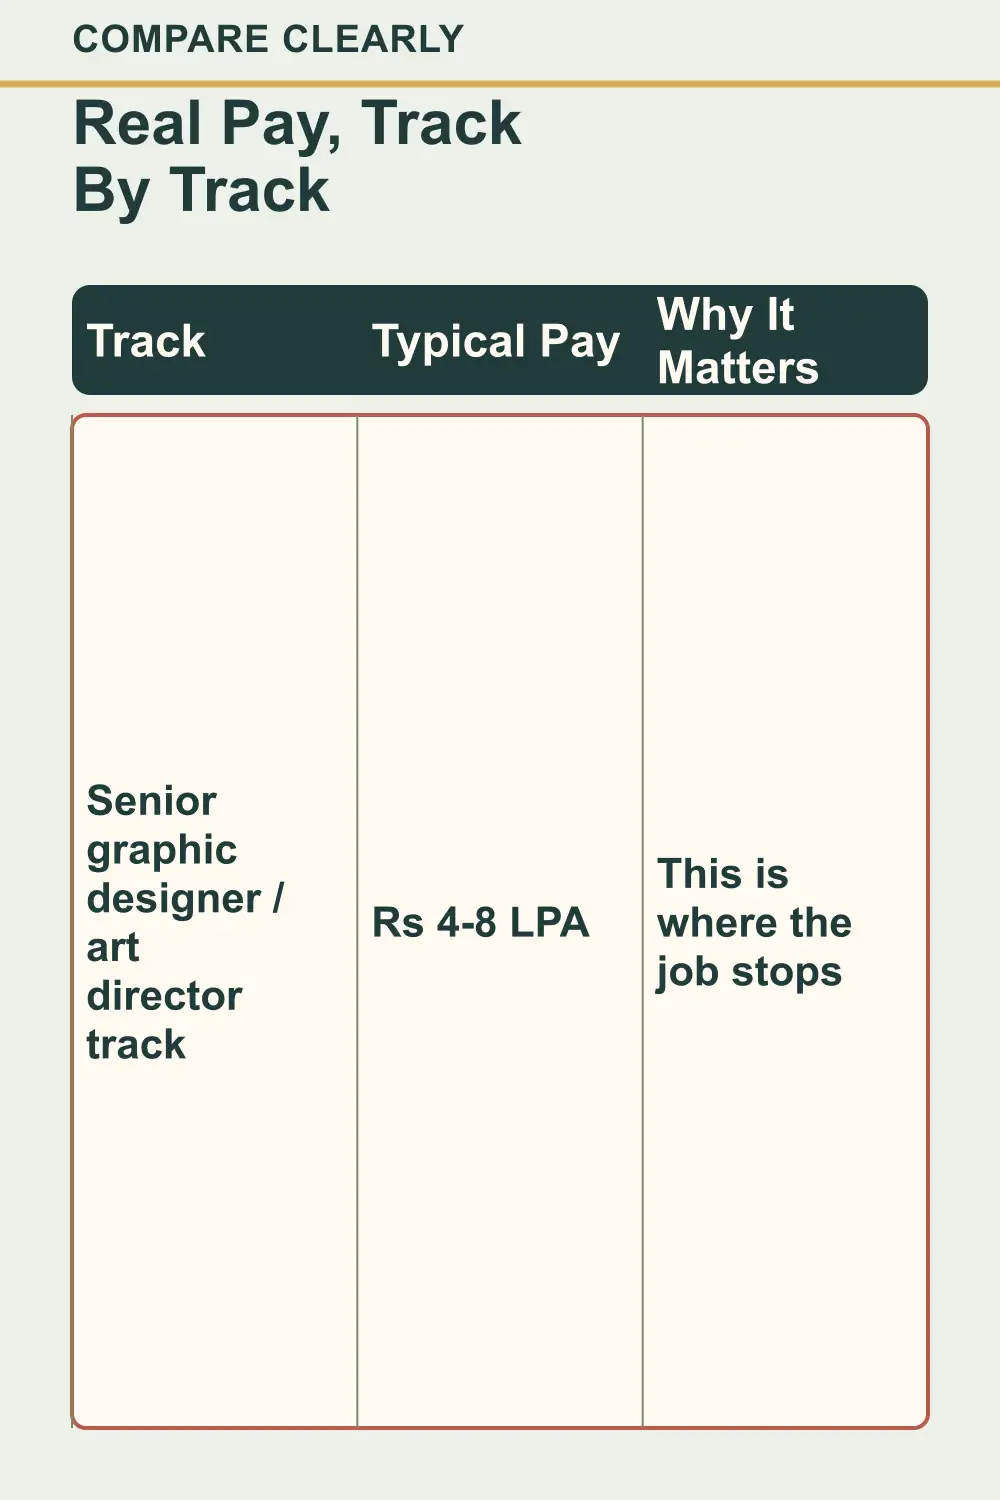 COMPARE CLEARLY
Real Pay, Track
By Track
Track
Typical Pay
Why It
Matters
Senior
graphic
designer /
art
director
track
Rs 4-8 LPA
This is
where the
job stops